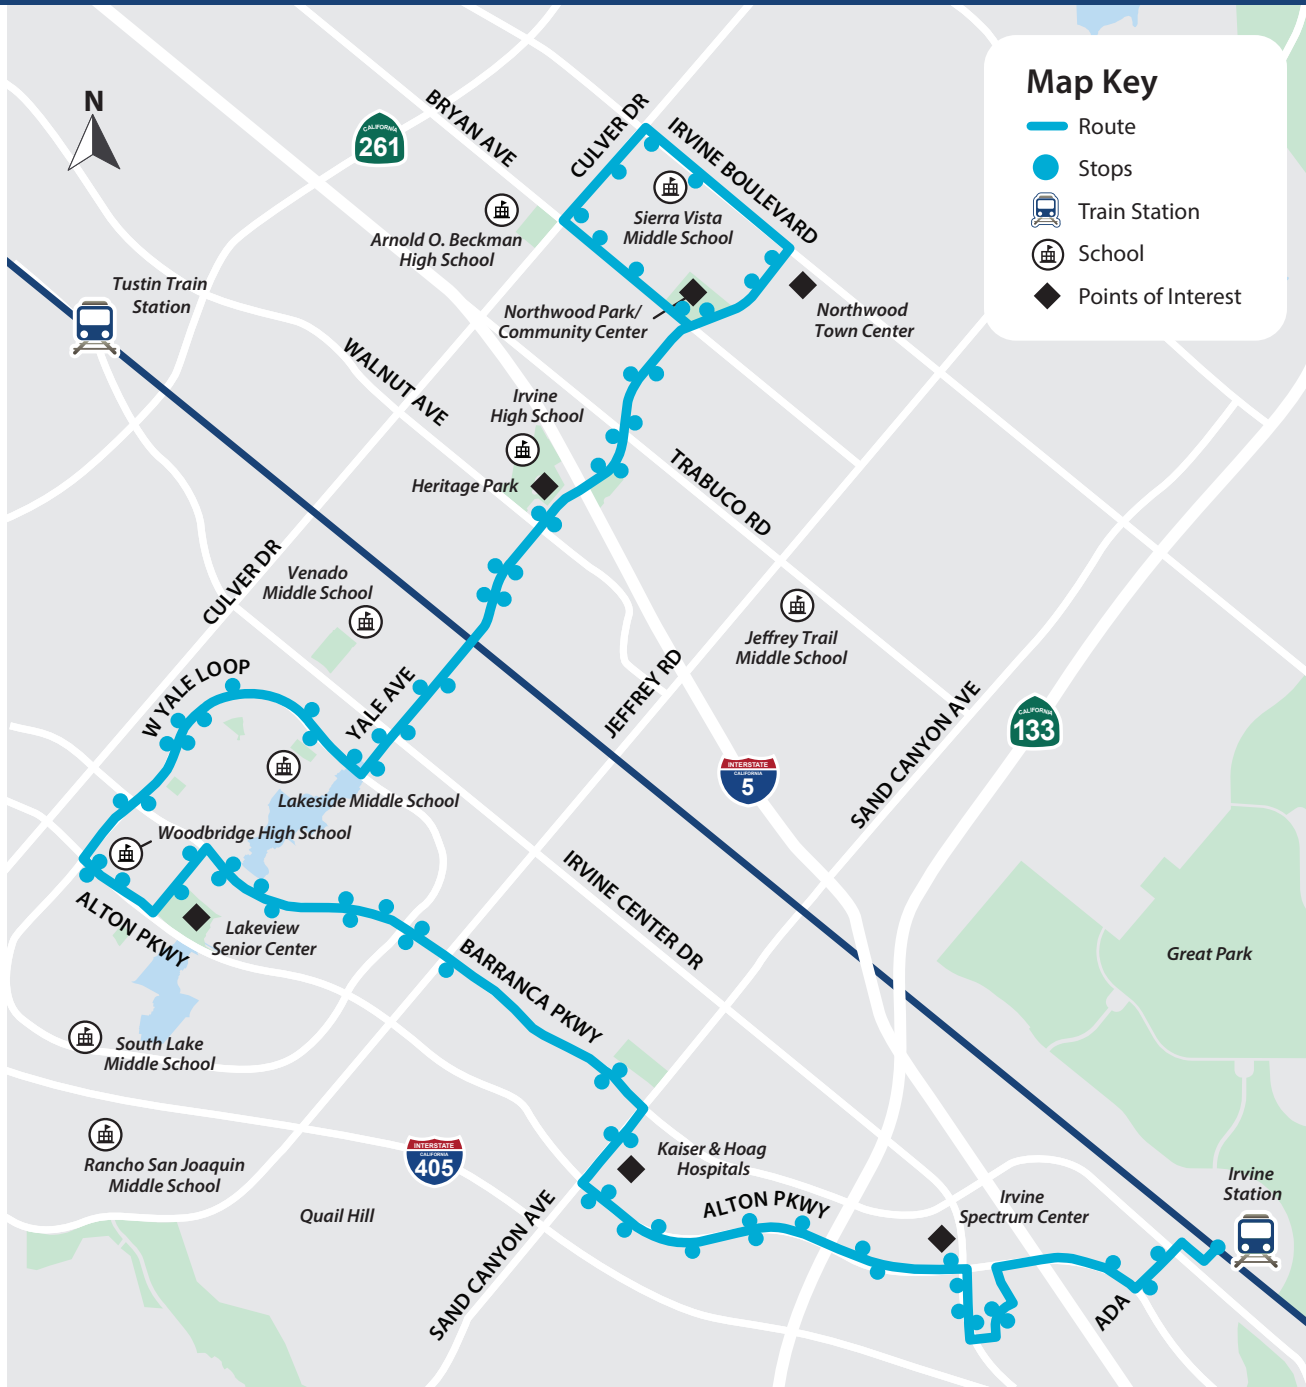 N
CALIFORNIA
261
BRYAN AVE
CULVER DR
IRVINE BOULEVARD
Map Key
Route
Stops
Train Station
School
Points of Interest
Sierra Vista
Middle School
Arnold O. Beckman
High School
Tustin Train
Station
Northwood Park/
Community Center
Northwood
Town Center
WALNUT AVE
Irvine
High School
Heritage Park
TRABUCO RD
CULVER DR
Venado
Middle School
Jeffrey Trail
Middle School
W YALE LOOP
YALE AVE
JEFFREY RD
SAND CANYON AVE
CALIFORNIA
133
INTERSTATE
CALIFORNIA
5
Lakeside Middle School
Woodbridge High School
IRVINE CENTER DR
ALTON PKWY
Lakeview
Senior Center
BARRANCA PKWY
Great Park
South Lake
Middle School
Rancho San Joaquin
Middle School
INTERSTATE
CALIFORNIA
405
Kaiser & Hoag
Hospitals
Quail Hill
SAND CANYON AVE
ALTON PKWY
Irvine
Spectrum Center
Irvine
Station
ADA